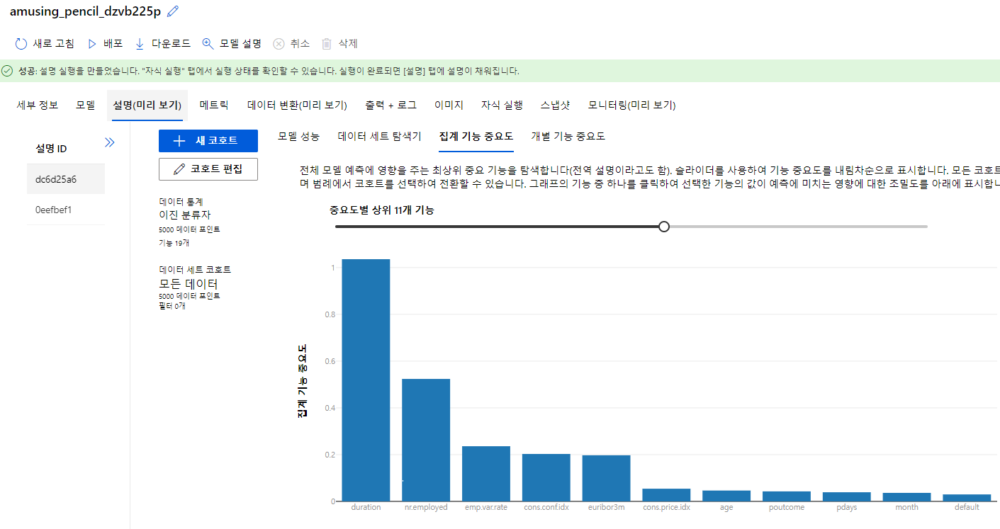 amusing_pencil_dzvb225p
새로 고침 배포 다운로드 모델 설명 취소 삭제
성공: 설명 실행을 만들었습니다. "자식 실행" 탭에서 실행 상태를 확인할 수 있습니다. 실행이 완료되면 [설명] 탭에 설명이 채워집니다.
세부 정보 모델 설명(미리 보기) 메트릭 데이터 변환(미리 보기) 출력 + 로그 이미지 자식 실행 스냅샷 모니터링(미리 보기)
설명 ID
dc6d25a6
0eefbef1
새 코호트
코호트 편집
데이터 통계
이진 분류자
5000 데이터 포인트
기능 19개
데이터 세트 코호트
모든 데이터
5000 데이터 포인트
필터 0개
모델 성능 데이터 세트 탐색기 집계 기능 중요도 개별 기능 중요도
전체 모델 예측에 영향을 주는 최상위 중요 기능을 탐색합니다(전역 설명이라고도 함). 슬라이더를 사용하여 기능 중요도를 내림차순으로 표시합니다. 모든 코호트
며 범례에서 코호트를 선택하여 전환할 수 있습니다. 그래프의 기능 중 하나를 클릭하여 선택한 기능의 값이 예측에 미치는 영향에 대한 조밀도를 아래에 표시합니
중요도별 상위 11개 기능
집계 기능 중요도
1
0.8
0.6
0.4
0.2
0
duration nr.employed emp.var.rate cons.conf.idx euribor3m cons.price.idx age poutcome pdays month default